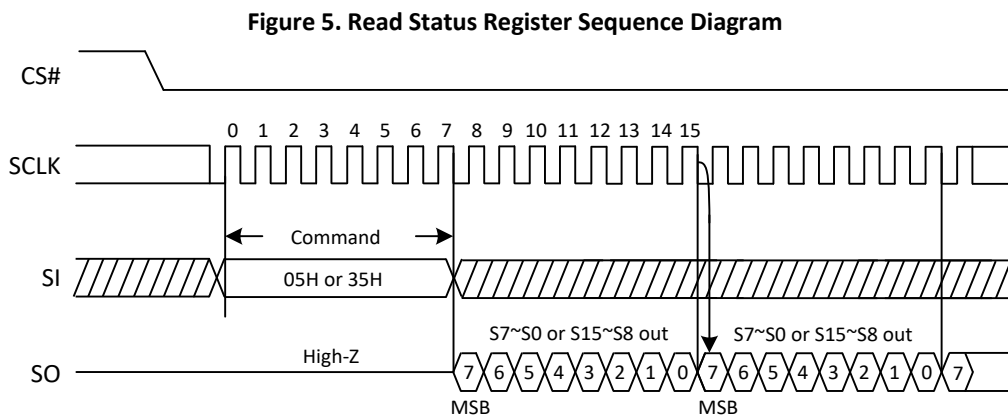 Figure 5. Read Status Register Sequence Diagram
CS#
0 1 2 3 4 5 6 7 8 9 10 11 12 13 14 15
SCLK
Command
SI
05H or 35H
S7~S0 or S15~S8 out S7~S0 or S15~S8 out
High-Z
SO
7 6 5 4 3 2 1 0 7 6 5 4 3 2 1 0 7
MSB MSB